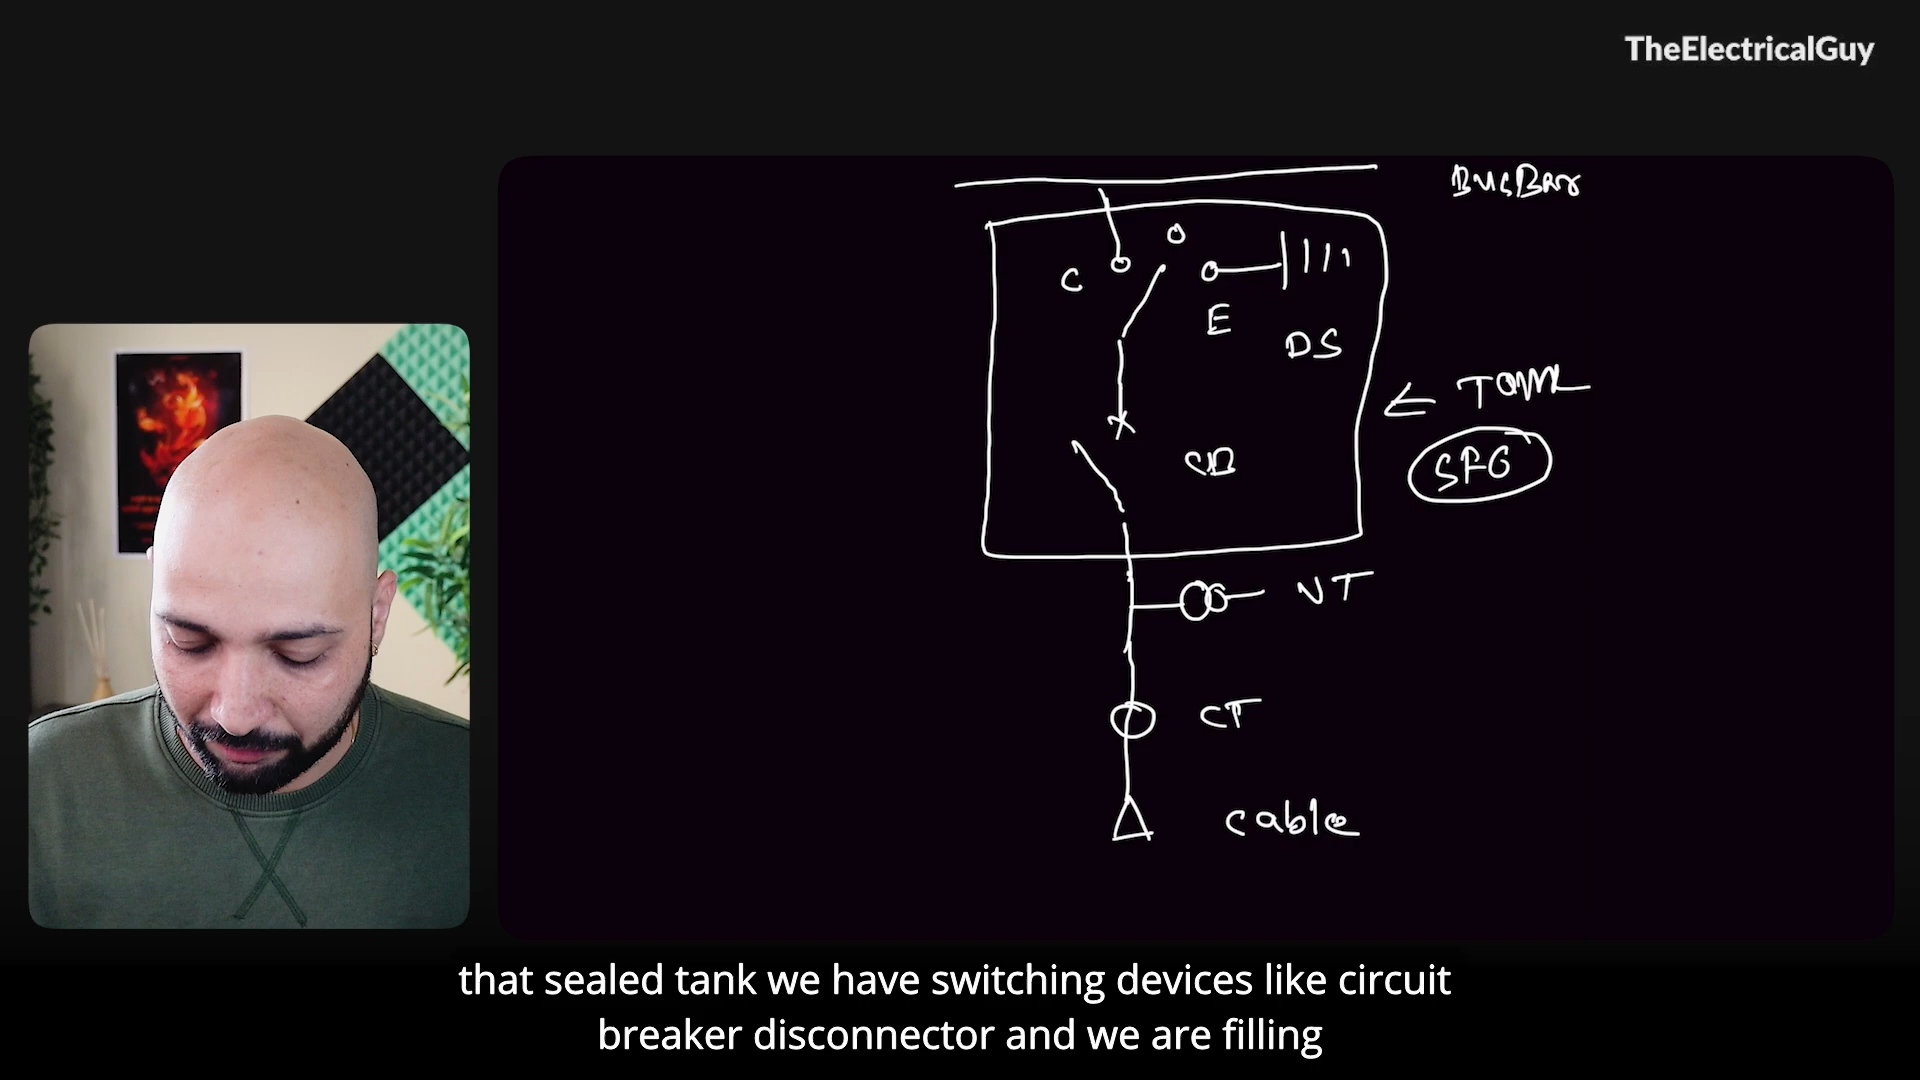 TheElectricalGuy
BusBar
O
C
E
DS
TANK
CB
SF6
VT
CT
cable
that sealed tank we have switching devices like circuit
breaker disconnector and we are filling